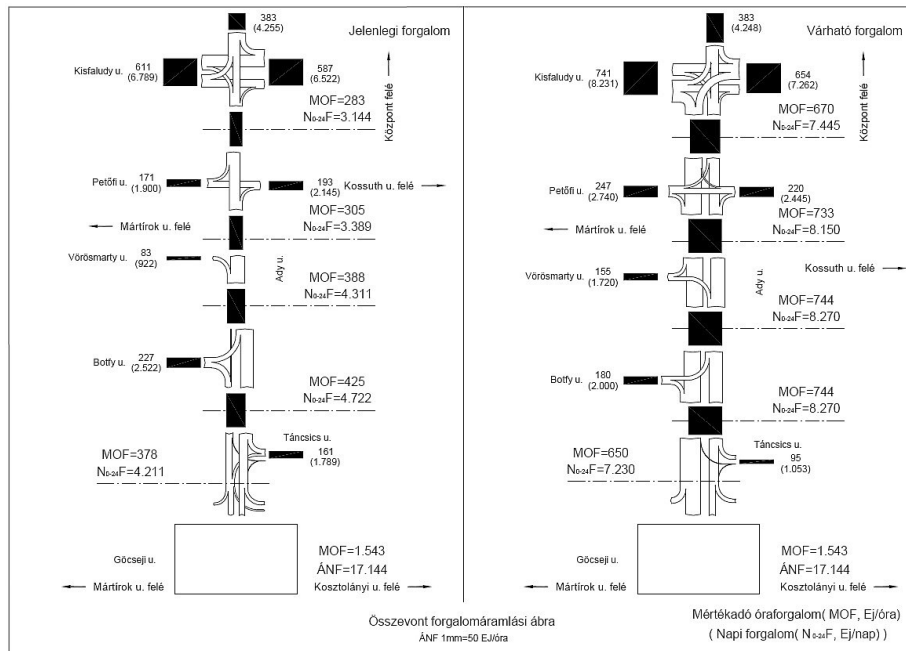 383
(4.255)
Jelenlegi forgalom
Kisfaludy u.
611
(6.789)
587
(6.522)
Központ felé
MOF=283
N0-24F=3.144
Petőfi u.
171
(1.900)
193
(2.145)
Kossuth u. felé
MOF=305
N0-24F=3.389
Mártírok u. felé
Vörösmarty u.
83
(922)
Ady u.
MOF=388
N0-24F=4.311
Botfy u.
227
(2.522)
MOF=425
N0-24F=4.722
MOF=378
N0-24F=4.211
Táncsics u.
161
(1.789)
Göcseji u.
MOF=1.543
ÁNF=17.144
Mártírok u. felé
Kosztolányi u. felé
383
(4.248)
Várható forgalom
Kisfaludy u.
741
(8.231)
654
(7.262)
Központ felé
MOF=670
N0-24F=7.445
Petőfi u.
247
(2.740)
220
(2.445)
Mártírok u. felé
MOF=733
N0-24F=8.150
Vörösmarty u.
155
(1.720)
Ady u.
Kossuth u. felé
MOF=744
N0-24F=8.270
Botfy u.
180
(2.000)
MOF=744
N0-24F=8.270
MOF=650
N0-24F=7.230
Táncsics u.
95
(1.053)
Göcseji u.
MOF=1.543
ÁNF=17.144
Mártírok u. felé
Kosztolányi u. felé
Összevont forgalomáramlási ábra
ÁNF 1mm=50 EJ/óra
Mértékadó óraforgalom( MOF, Ej/óra)
( Napi forgalom( N0-24F, Ej/nap) )